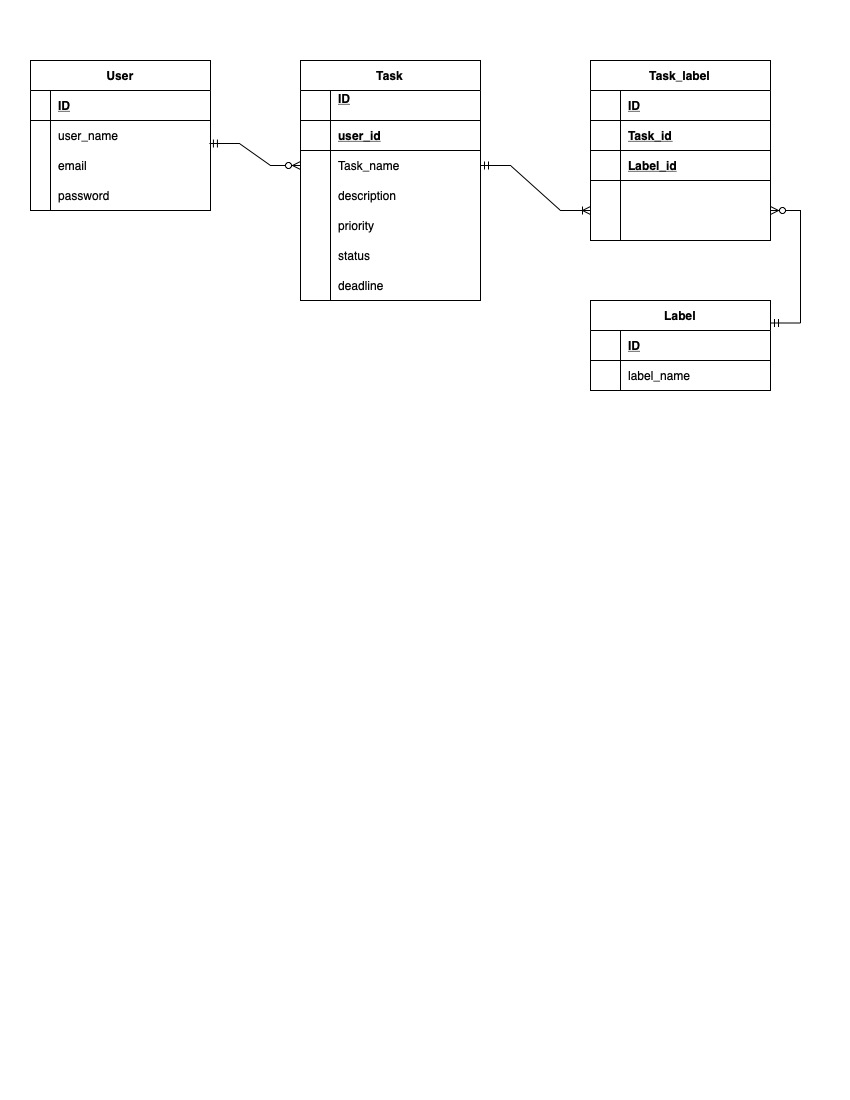 User
ID
user_name
email
password
Task
ID
user_id
Task_name
description
priority
status
deadline
Task_label
ID
Task_id
Label_id
Label
ID
label_name